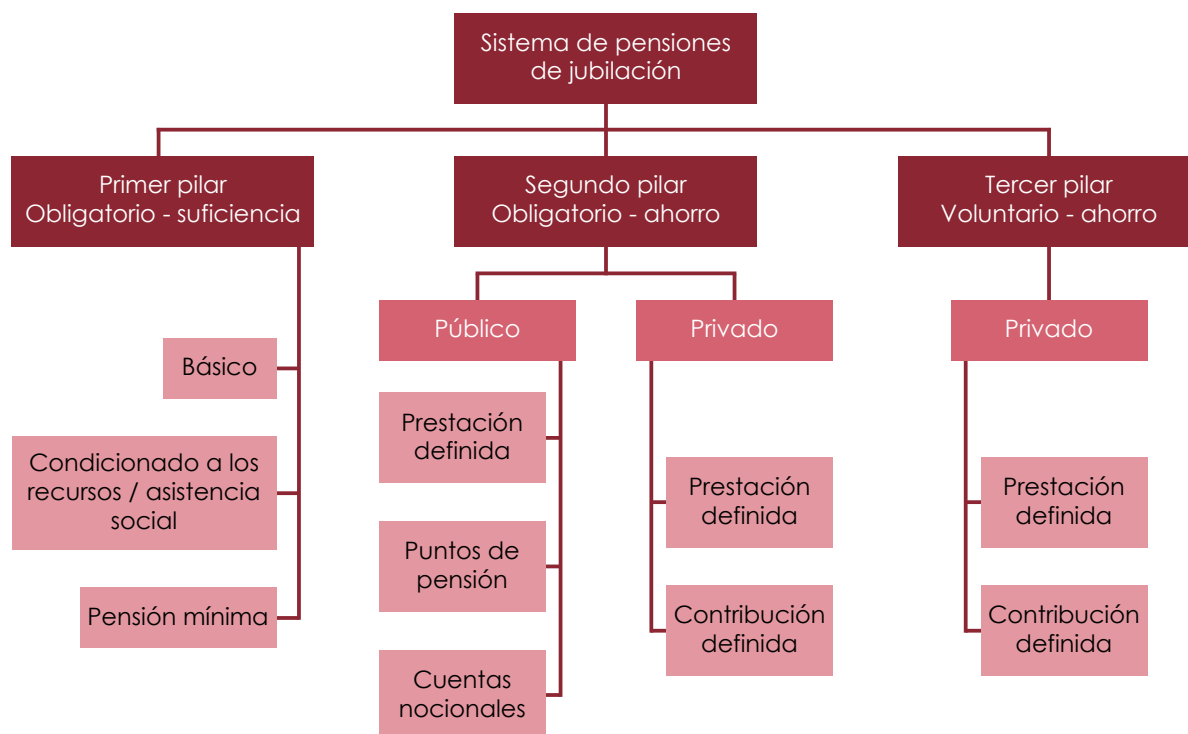 Sistema de pensiones
de jubilación
Primer pilar
Obligatorio - suficiencia
Segundo pilar
Obligatorio - ahorro
Tercer pilar
Voluntario - ahorro
Básico
Condicionado a los
recursos / asistencia
social
Pensión mínima
Público
Prestación
definida
Puntos de
pensión
Cuentas
nocionales
Privado
Prestación
definida
Contribución
definida
Privado
Prestación
definida
Contribución
definida